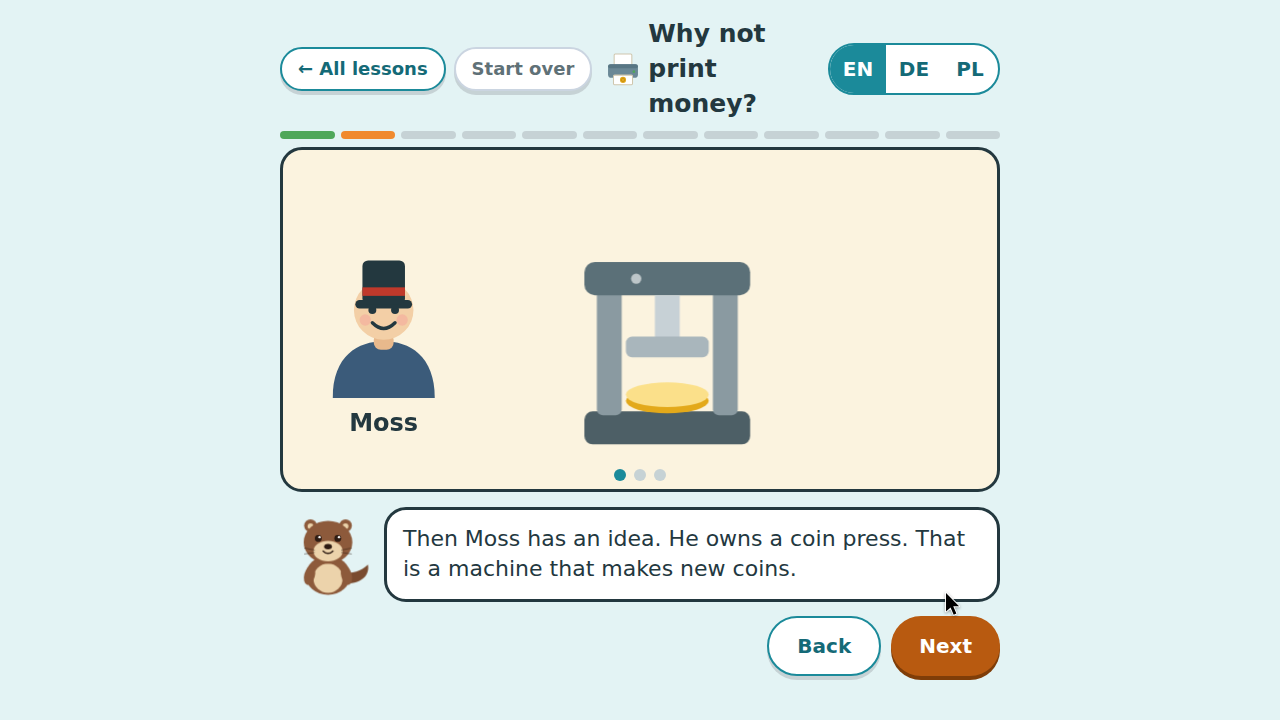 ← All lessons
Start over
Why not
print
money?
EN
DE
PL
Moss
Then Moss has an idea. He owns a coin press. That
is a machine that makes new coins.
Back
Next